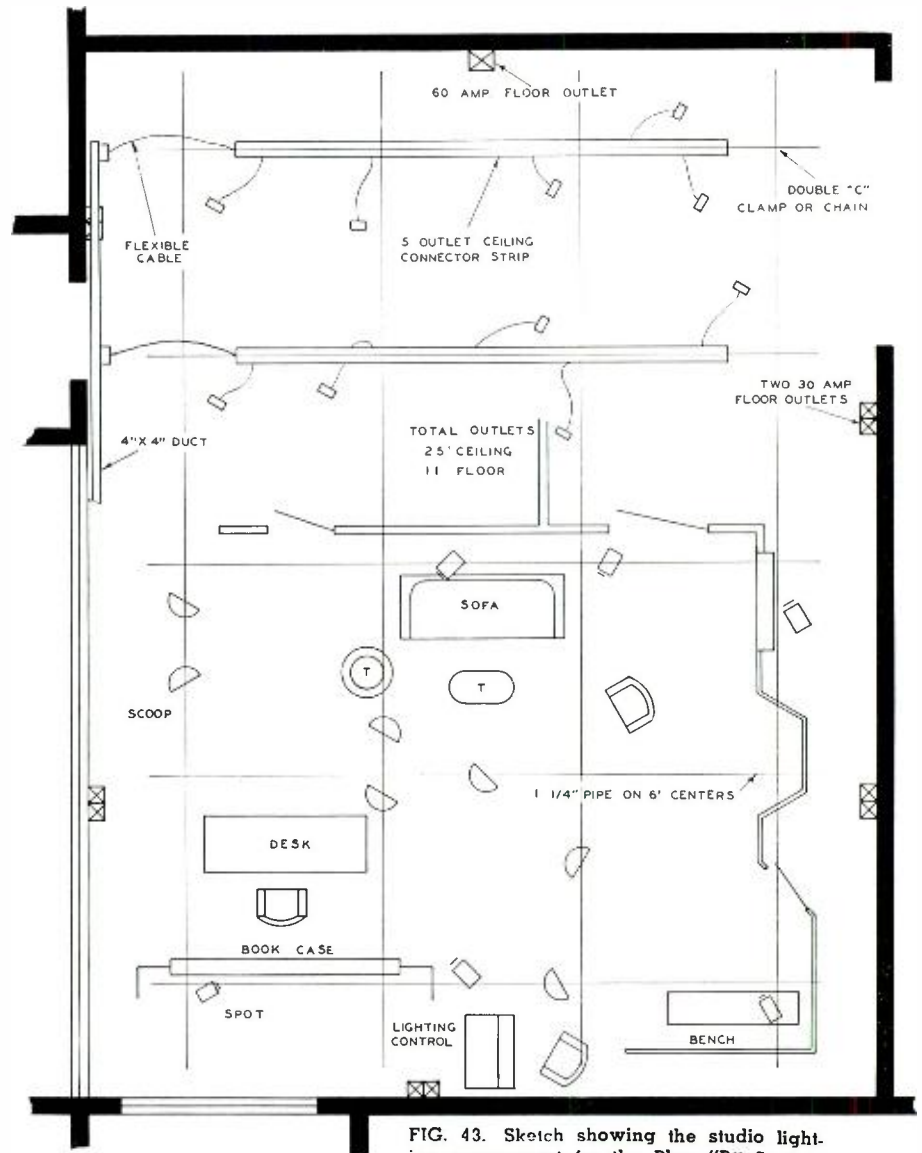 60 AMP FLOOR OUTLET
DOUBLE "C"
CLAMP OR CHAIN
FLEXIBLE
CABLE
5 OUTLET CEILING
CONNECTOR STRIP
TWO 30 AMP
FLOOR OUTLETS
4"X 4" DUCT
TOTAL OUTLETS
25' CEILING
11 FLOOR
SOFA
T
T
SCOOP
1 1/4" PIPE ON 6' CENTERS
DESK
BOOK CASE
SPOT
LIGHTING
CONTROL
BENCH
FIG. 43. Sketch showing the studio light-